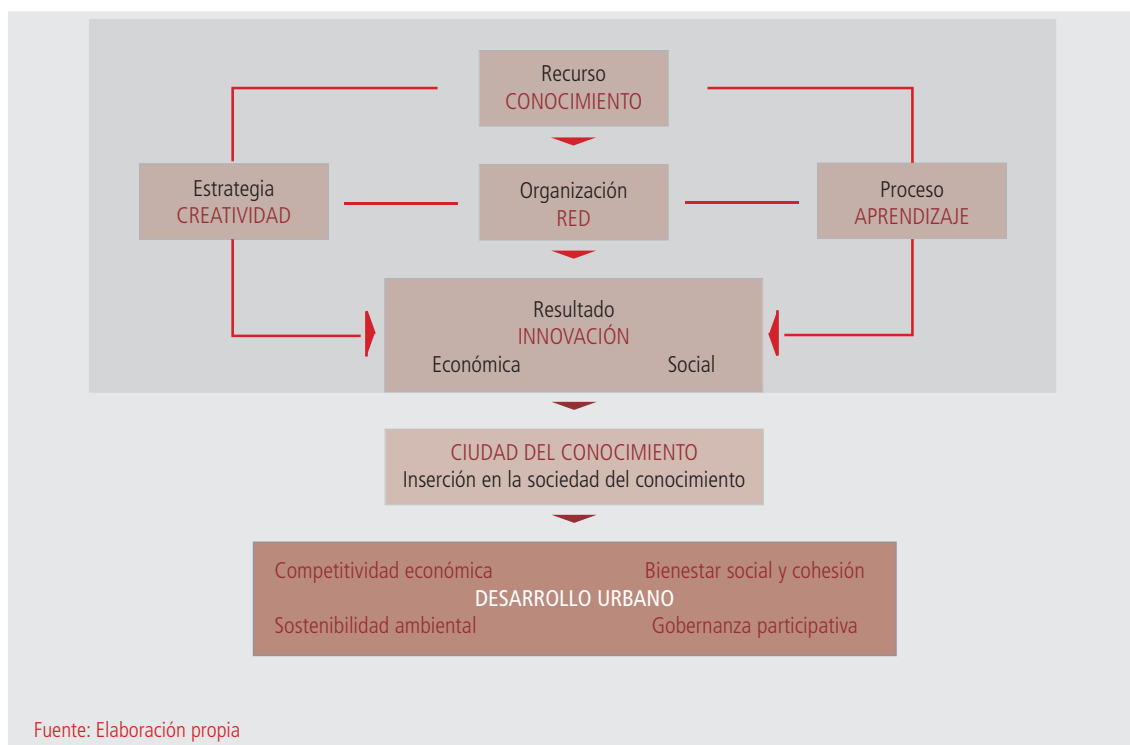 Recurso
CONOCIMIENTO
Estrategia
CREATIVIDAD
Organización
RED
Proceso
APRENDIZAJE
Resultado
INNOVACIÓN
Económica Social
CIUDAD DEL CONOCIMIENTO
Inserción en la sociedad del conocimiento
Competitividad económica Bienestar social y cohesión
DESARROLLO URBANO
Sostenibilidad ambiental Gobernanza participativa
Fuente: Elaboración propia